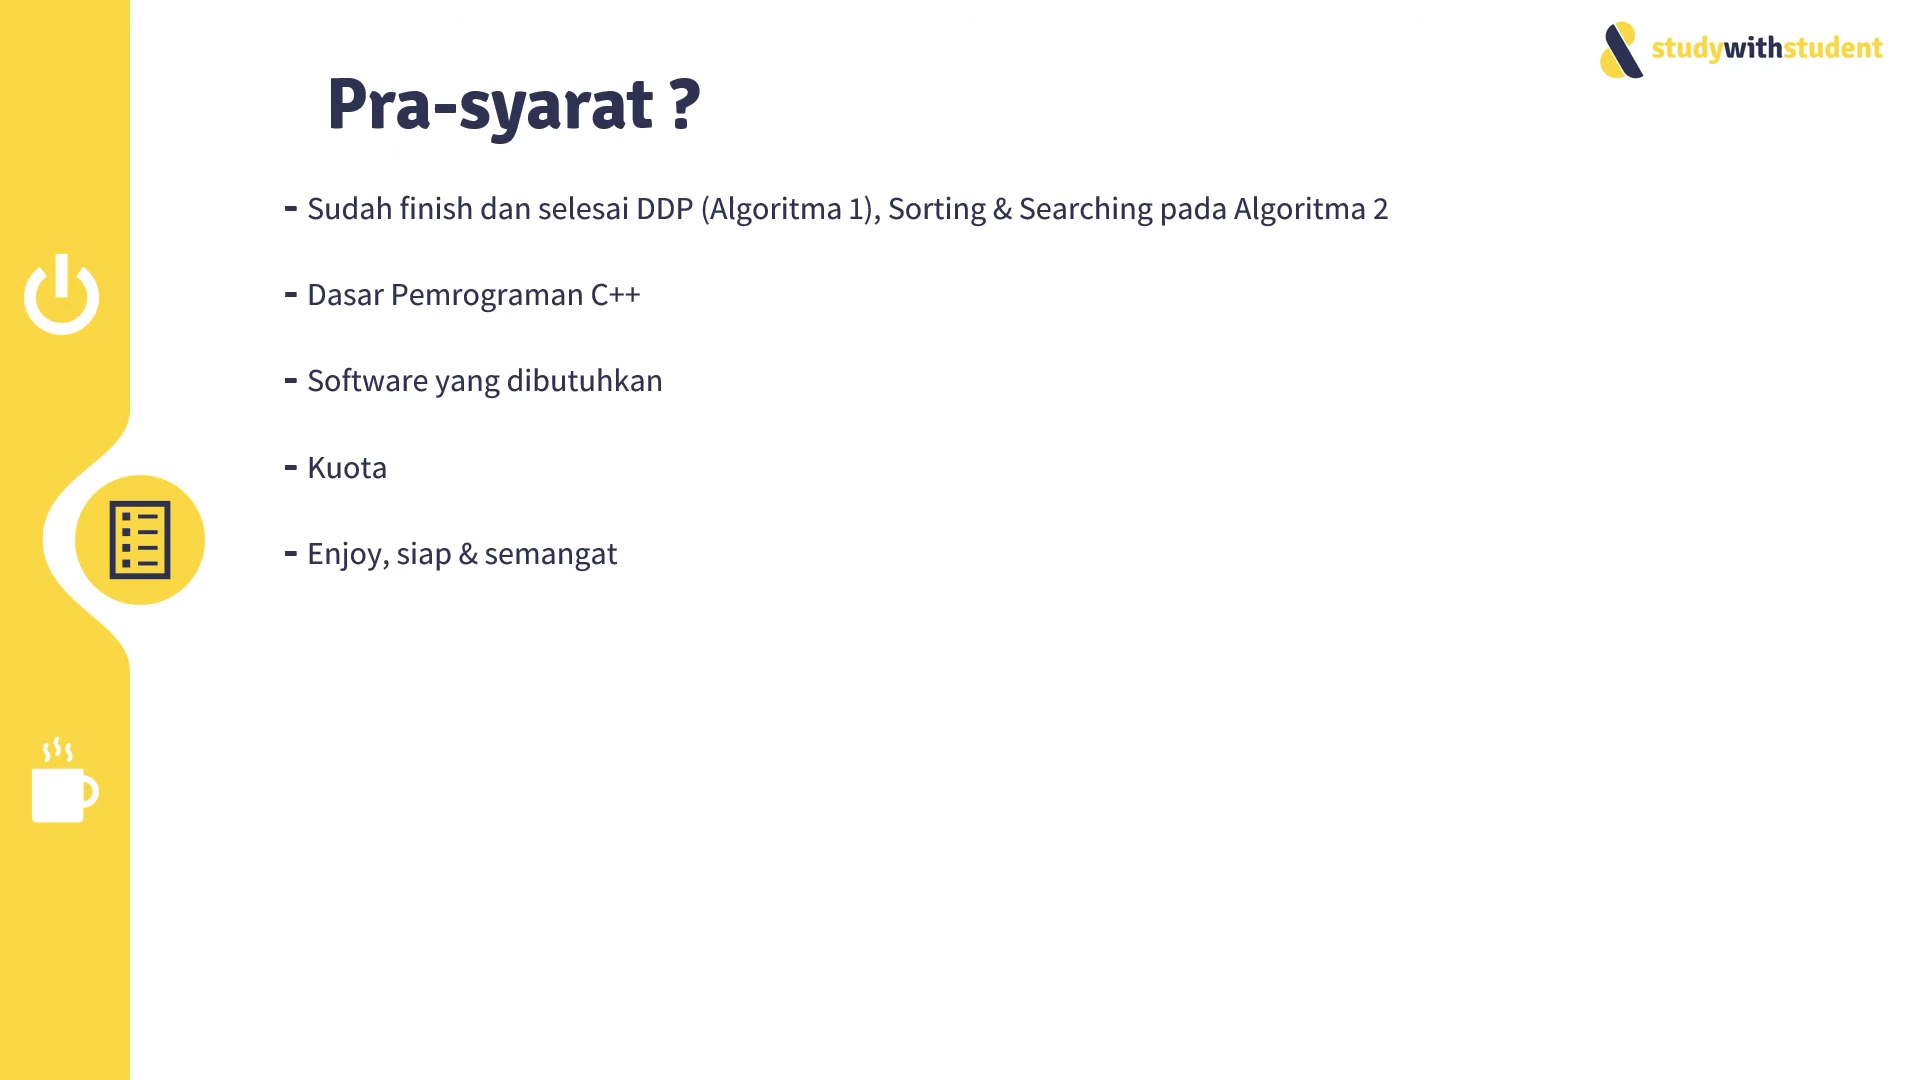 studywithstudent
Pra-syarat ?
- Sudah finish dan selesai DDP (Algoritma 1), Sorting & Searching pada Algoritma 2
- Dasar Pemrograman C++
- Software yang dibutuhkan
- Kuota
- Enjoy, siap & semangat